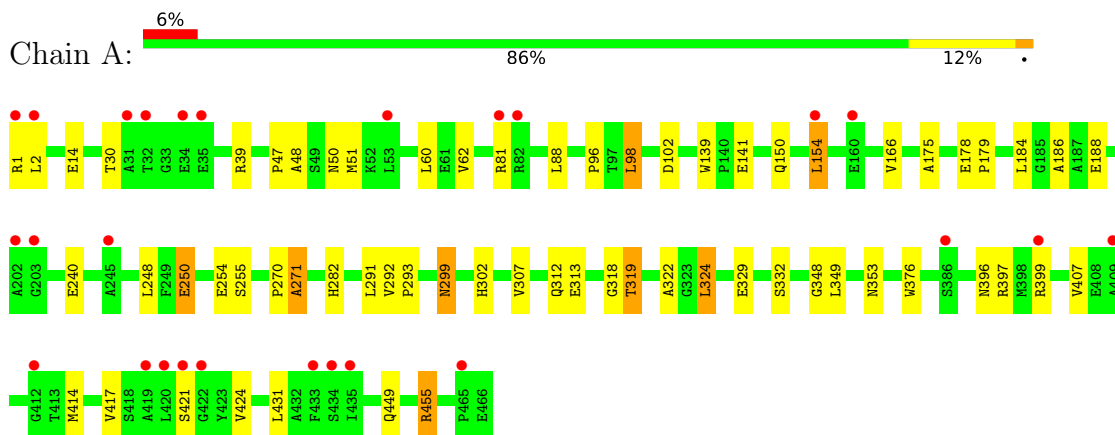 6%
Chain A:
86% 12% •
R1 L2 E14 T30 A31 T32 G33 E34 E35 R39 P47 A48 S49 N50 M51 K52 L53 L60 E61 V62 R81 R82 L88 P96 T97 L98 D102 W139 P140 E141 Q150 L154 E160 V166 A175 E178 P179 L184 G185 A186 A187 E188
A202 G203 E240 A245 L248 F249 E250 E254 S255 P270 A271 H282 L291 V292 P293 N299 H302 V307 Q312 E313 G318 T319 A322 G323 L324 E329 S332 G348 L349 N353 W376 S386 N396 R397 M398 R399 V407 E408 A409
G412 T413 M414 V417 S418 A419 L420 S421 G422 Y423 V424 L431 A432 F433 S434 I435 Q449 R455 P465 E466